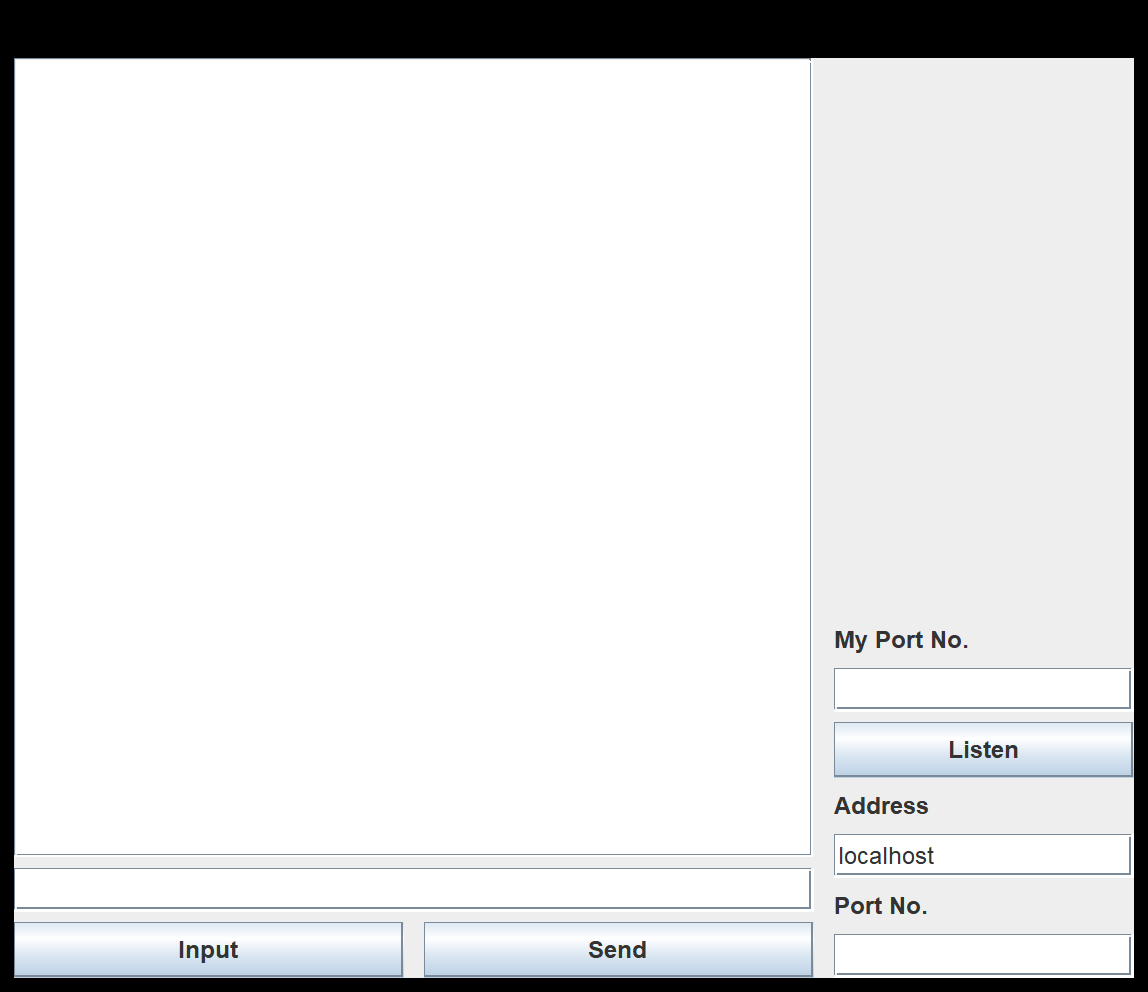 My Port No.
Listen
Address
localhost
Port No.
Input
Send